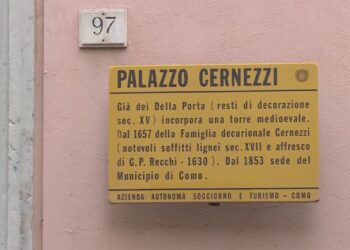 97
PALAZZO CERNEZZI
Già dei Della Porta (resti di decorazione
sec. XV) incorpora una torre medioevale.
Dal 1657 della Famiglia decurionale Cernezzi
(notevoli soffitti lignei sec. XVII e affresco
di G.P. Recchi - 1630). Dal 1853 sede del
Municipio di Como.
AZIENDA AUTONOMA SOGGIORNO E TURISMO - COMO